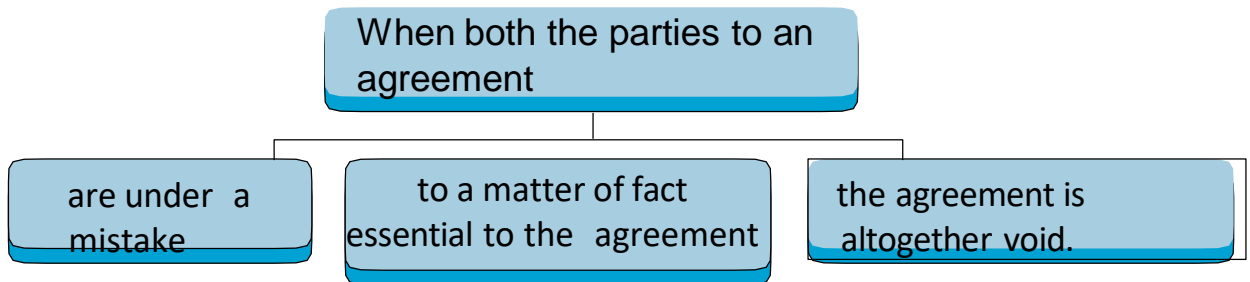 When both the parties to an
agreement
are under a
mistake
to a matter of fact
essential to the agreement
the agreement is
altogether void.